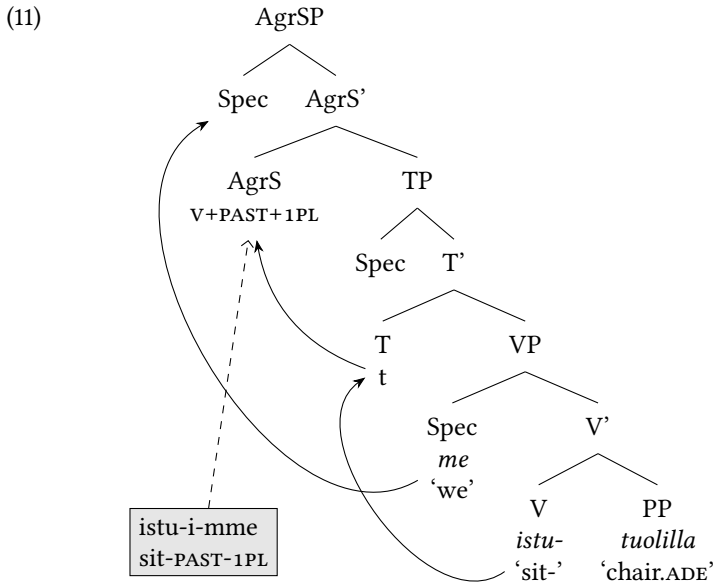 (11)
AgrSP
Spec AgrS’
AgrS TP
V+PAST+1PL
Spec T’
T VP
t
Spec V’
me
‘we’
V PP
istu- tuolilla
‘sit-’ ‘chair.ADE’
istu-i-mme
sit-PAST-1PL